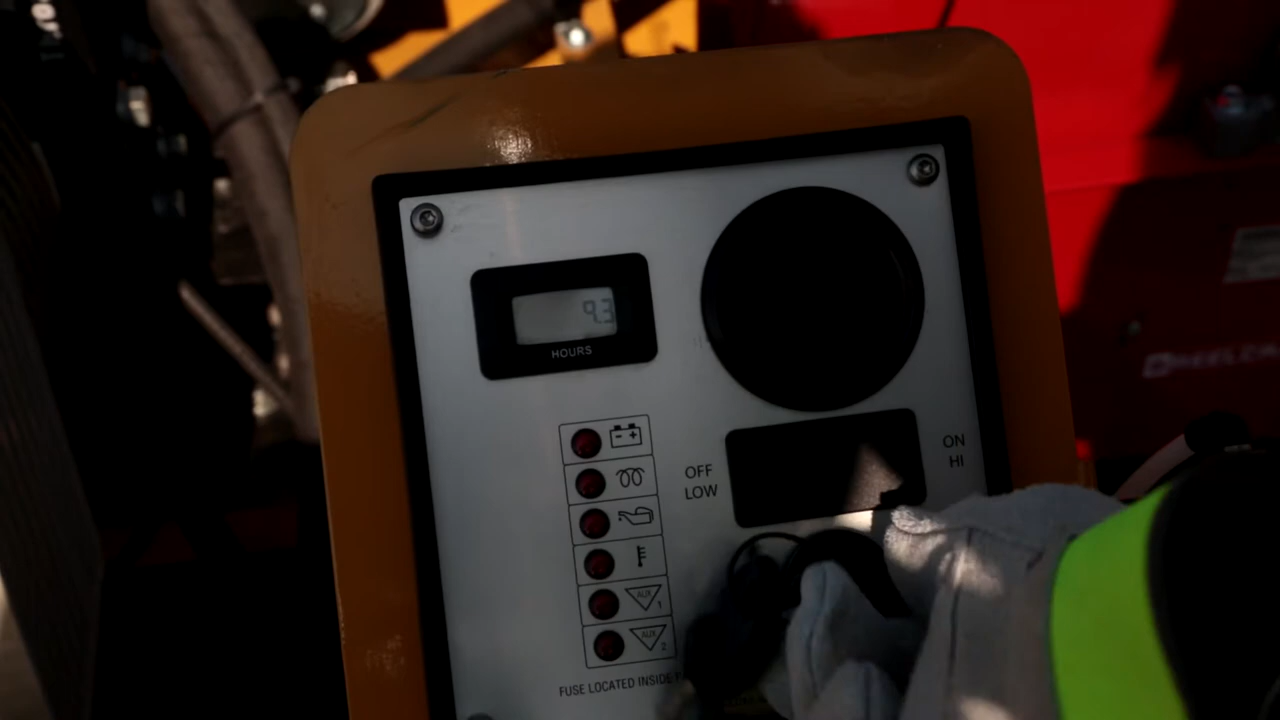 9.3
HOURS
OFF
LOW
ON
HI
AUX
1
AUX
2
FUSE LOCATED INSIDE